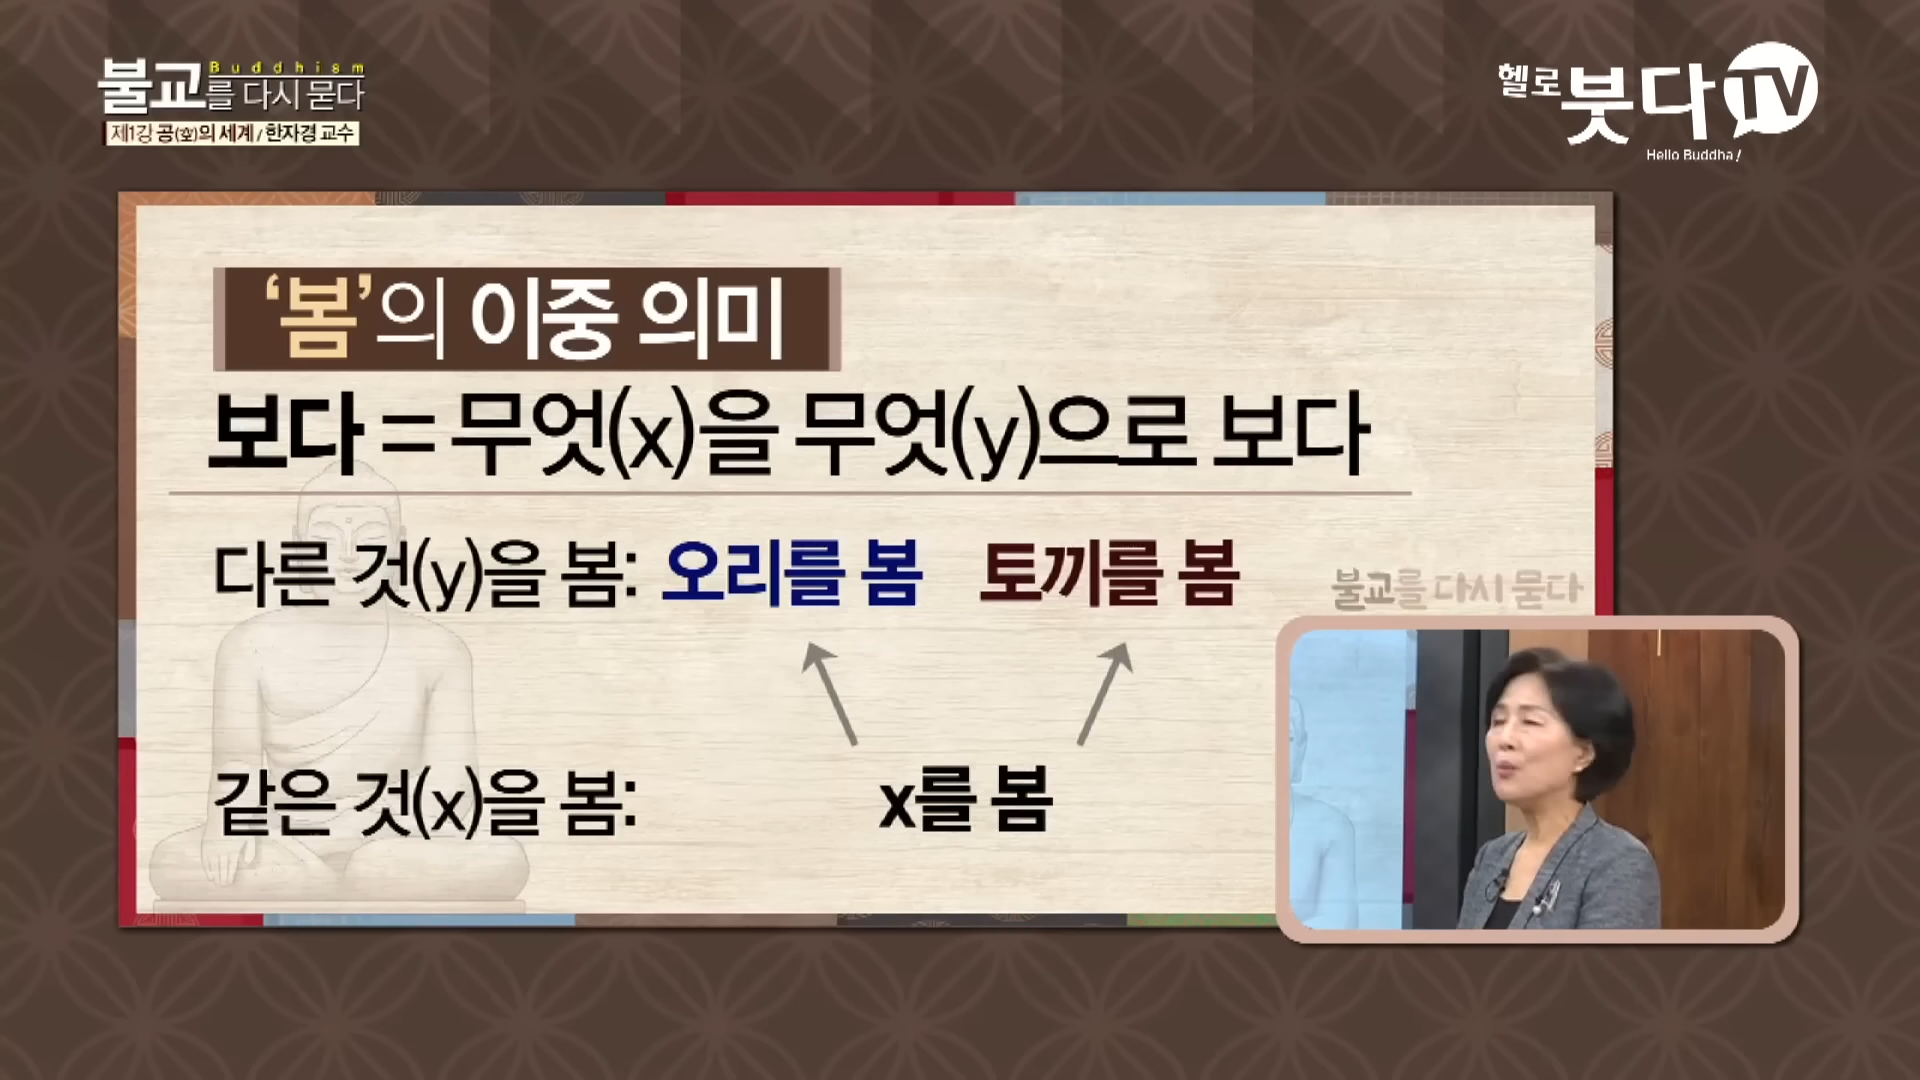 Buddhism
불교를 다시 묻다
제1강 공(空)의 세계 / 한자경 교수
헬로 붓다 TV
Hello Buddha!
‘봄’의 이중 의미
보다 = 무엇(x)을 무엇(y)으로 보다
다른 것(y)을 봄: 오리를 봄 토끼를 봄
불교를 다시 묻다
같은 것(x)을 봄: x를 봄